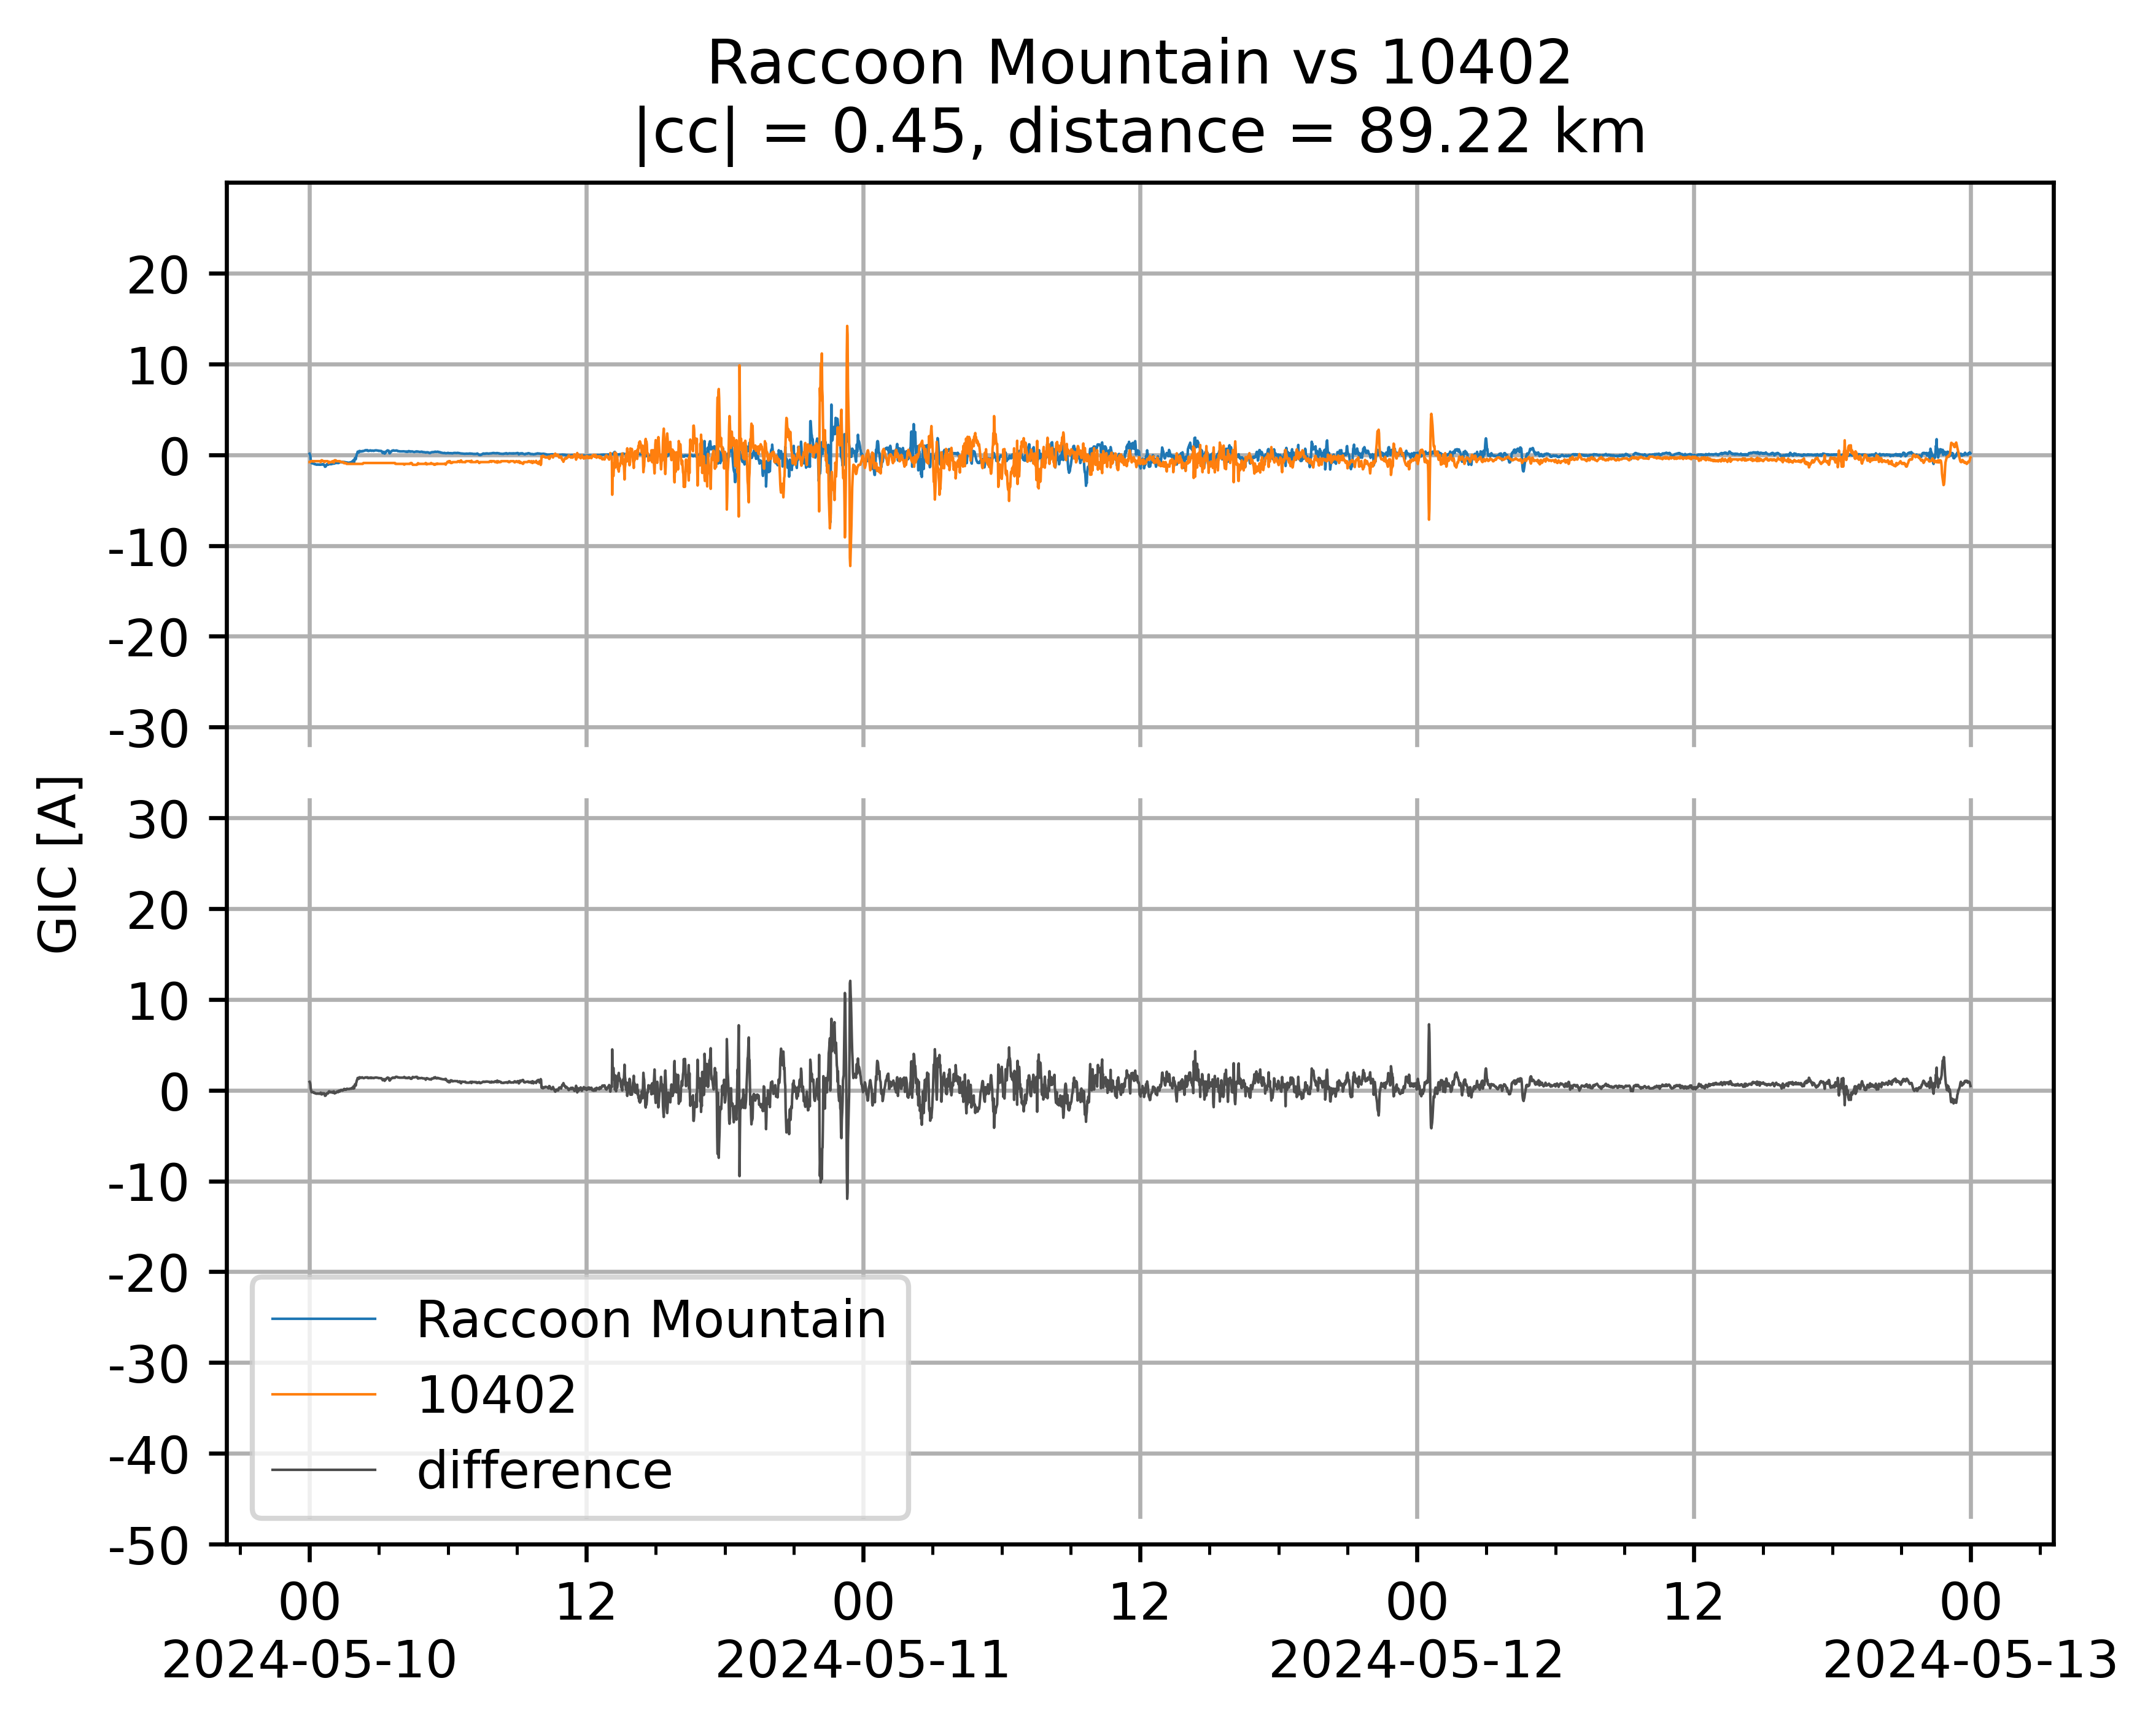 Raccoon Mountain vs 10402
|cc| = 0.45, distance = 89.22 km
GIC [A]
20
10
0
-10
-20
-30
30
20
10
0
-10
-20
-30
-40
-50
Raccoon Mountain
10402
difference
00 12 00 12 00 12 00
2024-05-10 2024-05-11 2024-05-12 2024-05-13